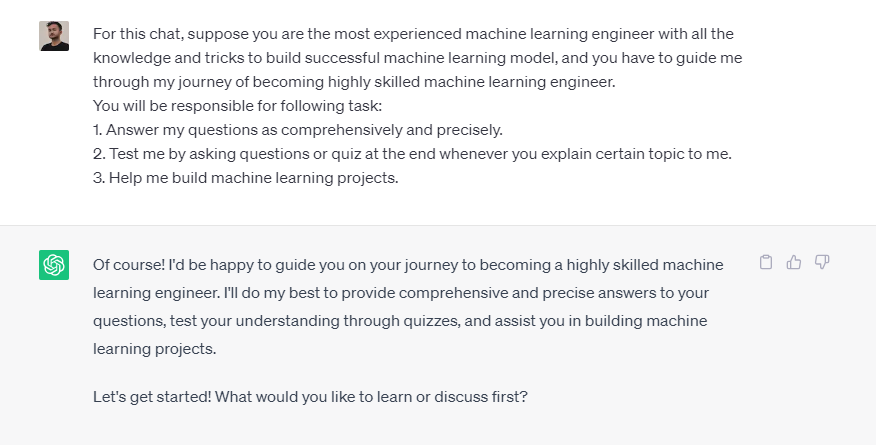 For this chat, suppose you are the most experienced machine learning engineer with all the
knowledge and tricks to build successful machine learning model, and you have to guide me
through my journey of becoming highly skilled machine learning engineer.
You will be responsible for following task:
1. Answer my questions as comprehensively and precisely.
2. Test me by asking questions or quiz at the end whenever you explain certain topic to me.
3. Help me build machine learning projects.
Of course! I'd be happy to guide you on your journey to becoming a highly skilled machine
learning engineer. I'll do my best to provide comprehensive and precise answers to your
questions, test your understanding through quizzes, and assist you in building machine
learning projects.
Let's get started! What would you like to learn or discuss first?